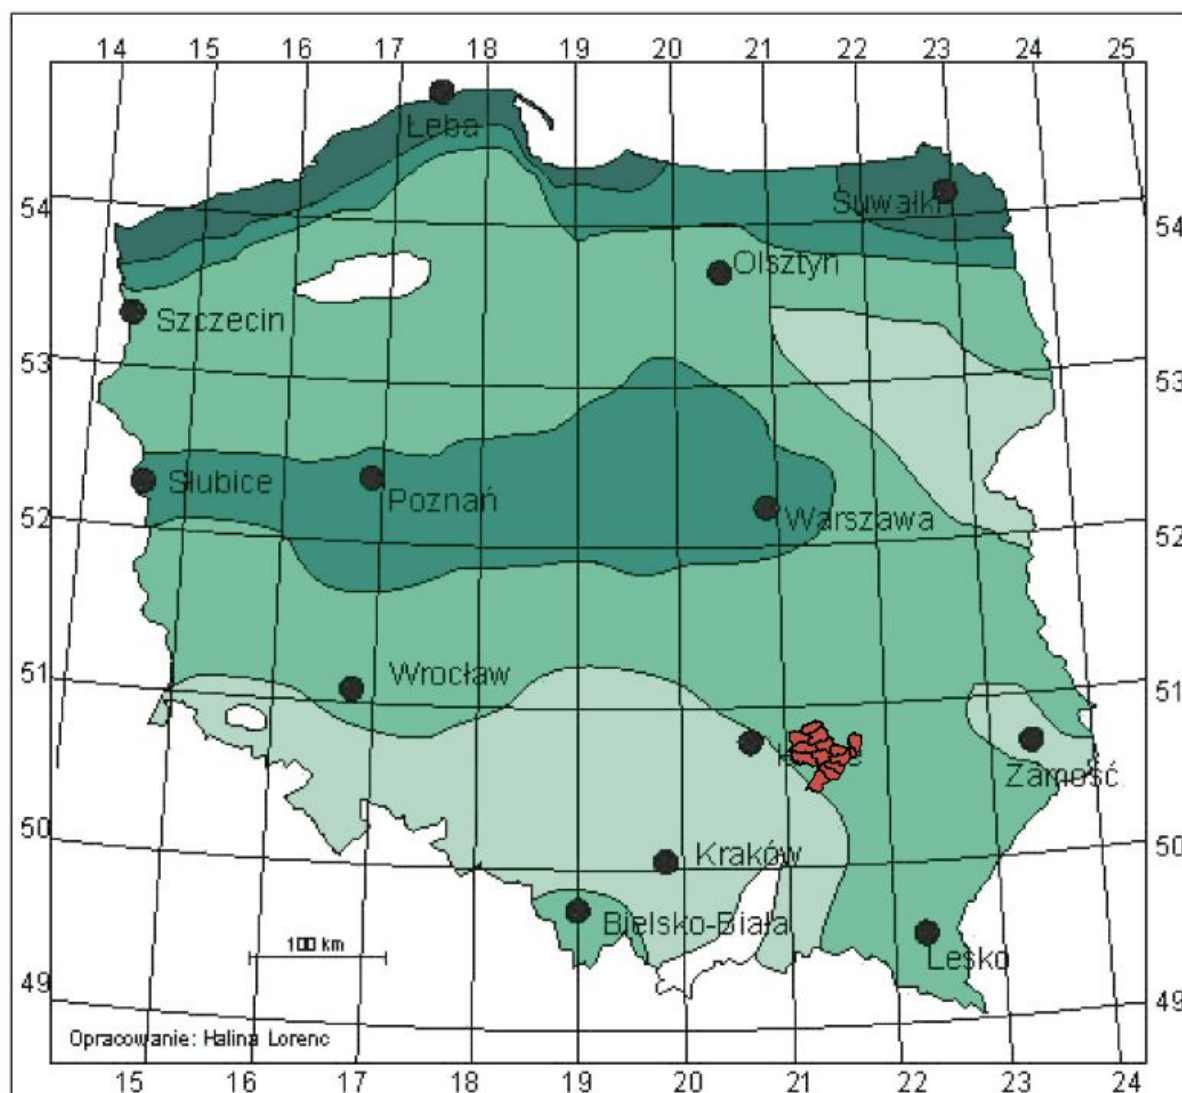 14 15 16 17 18 19 20 21 22 23 24 25
Łeba
Suwałki
54 54
Olsztyn
Szczecin
53 53
Słubice
Poznań
Warszawa
52 52
Wrocław
51 51
Zamość
50 50
Kraków
Bielsko-Biała
Lesko
100 km
49 49
Opracowanie: Halina Lorenc
15 16 17 18 19 20 21 22 23 24